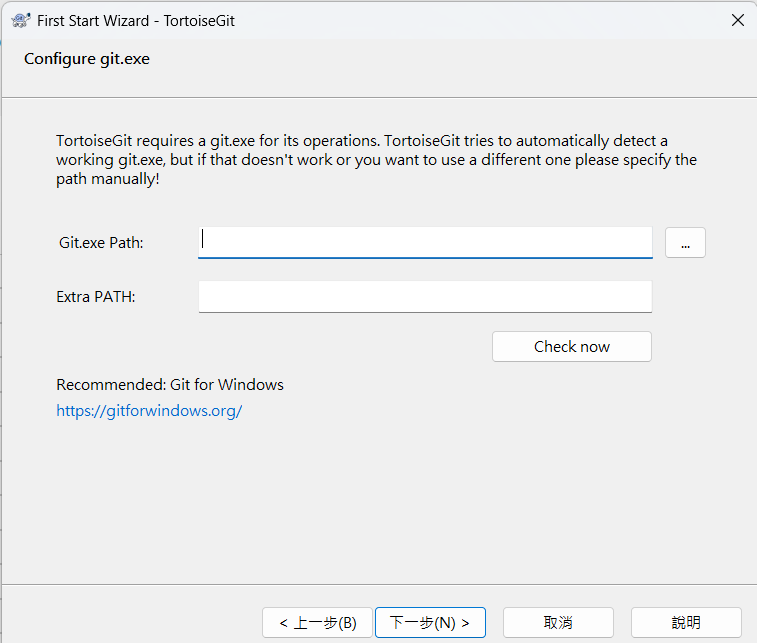 First Start Wizard - TortoiseGit
Configure git.exe
TortoiseGit requires a git.exe for its operations. TortoiseGit tries to automatically detect a
working git.exe, but if that doesn't work or you want to use a different one please specify the
path manually!
Git.exe Path:
...
Extra PATH:
Check now
Recommended: Git for Windows
https://gitforwindows.org/
< 上一步(B) 下一步(N) > 取消 說明